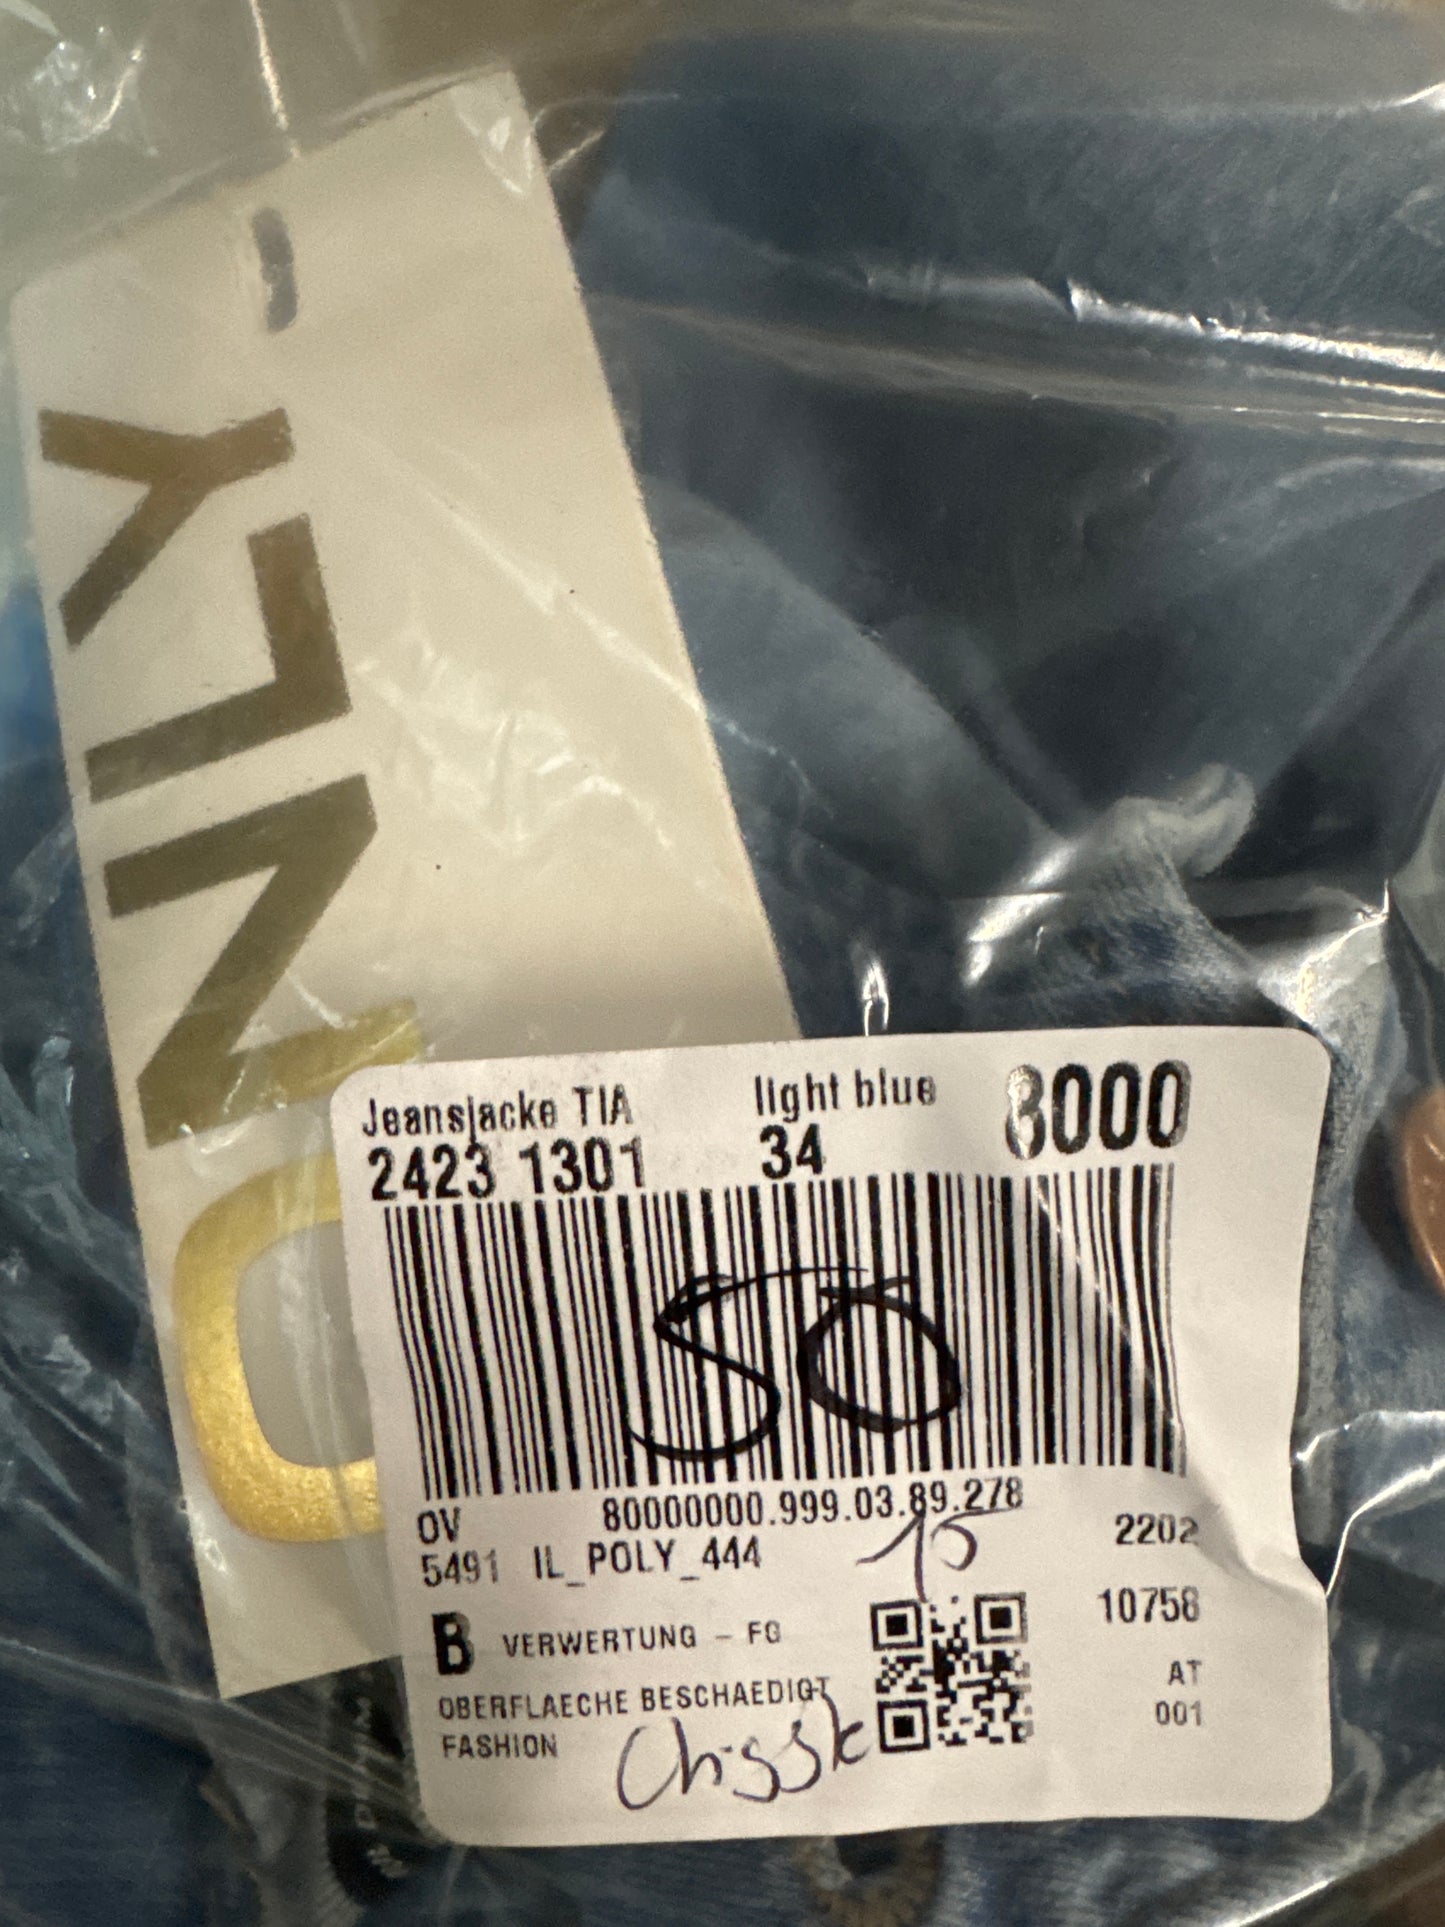 ONLY
Jeansjacke TIA light blue 8000
2423 1301 34
50
OV 80000000.999.03.89.278
5491 IL_POLY_444 15 2202
B VERWERTUNG - FG 10758
OBERFLAECHE BESCHAEDIGT AT
FASHION 001